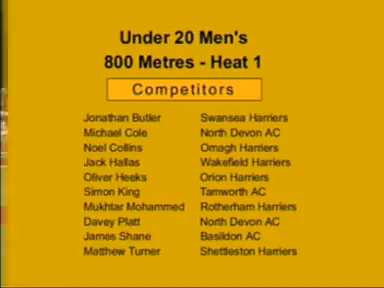 Under 20 Men's
800 Metres - Heat 1
Competitors
Jonathan Butler Swansea Harriers
Michael Cole North Devon AC
Noel Collins Omagh Harriers
Jack Hallas Wakefield Harriers
Oliver Heeks Orion Harriers
Simon King Tamworth AC
Mukhtar Mohammed Rotherham Harriers
Davey Platt North Devon AC
James Shane Basildon AC
Matthew Turner Shettleston Harriers